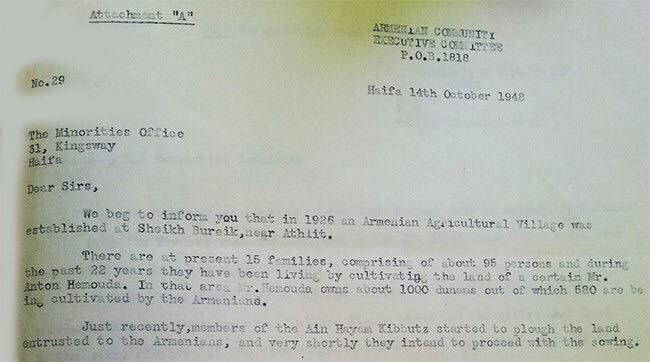 Attachment "A"
ARMENIAN COMMUNITY
EXECUTIVE COMMITTEE
P.O.B.1818
No.29
Haifa 14th October 1948
The Minorities Office
31, Kingsway
Haifa
Dear Sirs,
We beg to inform you that in 1926 an Armenian Agricultural Village was
established at Sheikh Bureik,near Athlit.
There are at present 15 families, comprising of about 95 persons and during
the past 22 years they have been living by cultivating the land of a certain Mr.
Anton Hemouda. In that area Mr.Hemouda owns about 1000 dunams out of which 580 are be
ing cultivated by the Armenians.
Just recently,members of the Ain Hayam Kibbutz started to plough the land
entrusted to the Armenians, and very shortly they intend to proceed with the sowing.